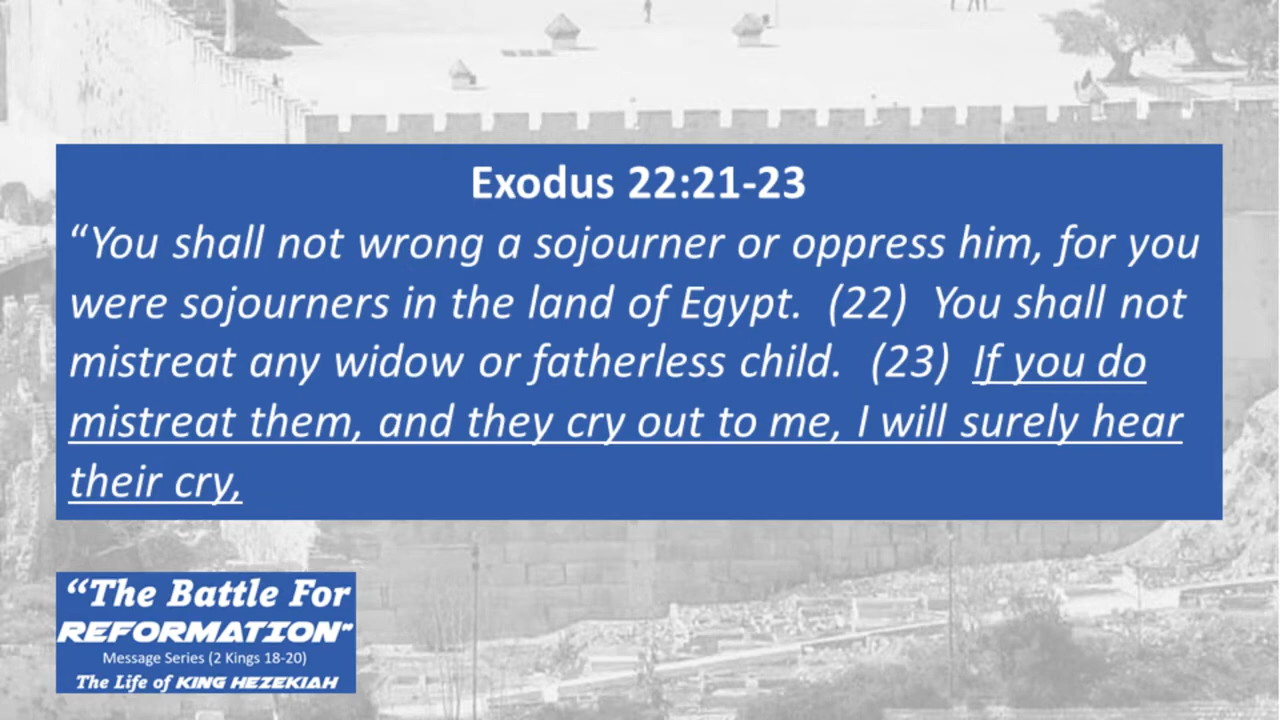 Exodus 22:21-23
“You shall not wrong a sojourner or oppress him, for you
were sojourners in the land of Egypt. (22) You shall not
mistreat any widow or fatherless child. (23) If you do
mistreat them, and they cry out to me, I will surely hear
their cry,
“The Battle For
REFORMATION”
Message Series (2 Kings 18-20)
The Life of KING HEZEKIAH